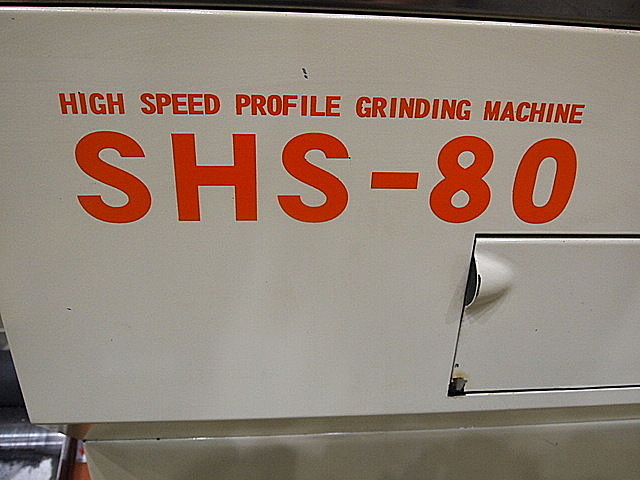 HIGH SPEED PROFILE GRINDING MACHINE
SHS-80